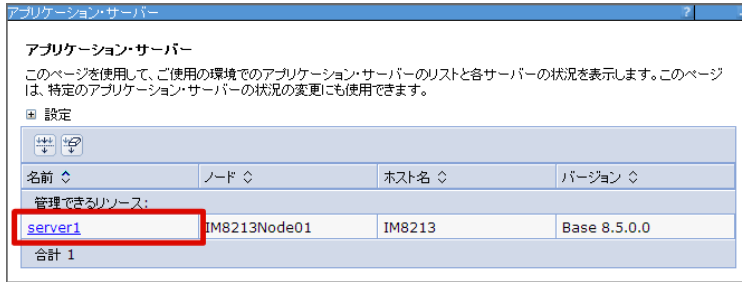 アプリケーション・サーバー ?
アプリケーション・サーバー
このページを使用して、ご使用の環境でのアプリケーション・サーバーのリストと各サーバーの状況を表示します。このページ
は、特定のアプリケーション・サーバーの状況の変更にも使用できます。
設定
名前 ノード ホスト名 バージョン
管理できるリソース:
server1 IM8213Node01 IM8213 Base 8.5.0.0
合計 1